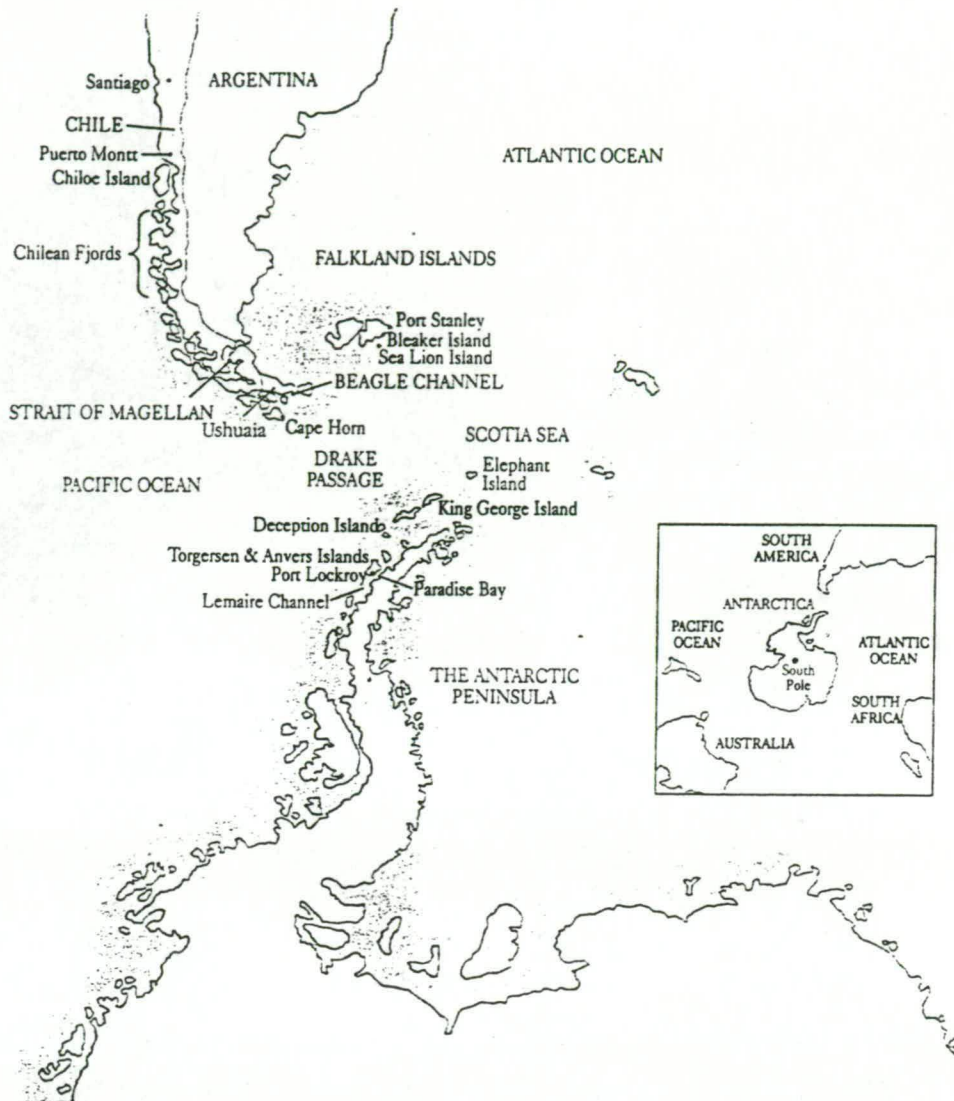 Santiago
ARGENTINA
CHILE
Puerto Montt
Chiloe Island
ATLANTIC OCEAN
Chilean Fjords
FALKLAND ISLANDS
Port Stanley
Bleaker Island
Sea Lion Island
BEAGLE CHANNEL
STRAIT OF MAGELLAN
Ushuaia
Cape Horn
SCOTIA SEA
DRAKE
PASSAGE
Elephant
Island
PACIFIC OCEAN
King George Island
Deception Island
Torgersen & Anvers Islands
Port Lockroy
Paradise Bay
Lemaire Channel
THE ANTARCTIC
PENINSULA
SOUTH
AMERICA
ANTARCTICA
PACIFIC
OCEAN
ATLANTIC
OCEAN
South
Pole
SOUTH
AFRICA
AUSTRALIA